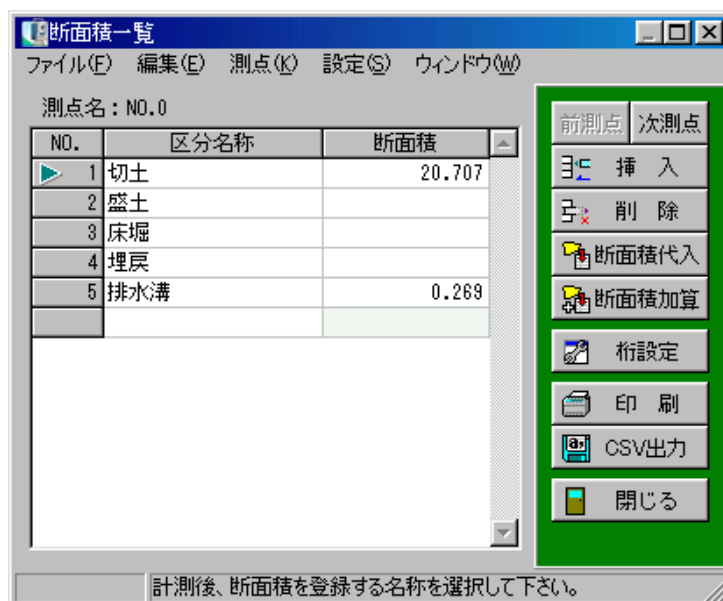 断面積一覧
ファイル(F) 編集(E) 測点(K) 設定(S) ウィンドウ(W)
測点名:NO.0
NO. 区分名称 断面積
1 切土 20.707
2 盛土
3 床堀
4 埋戻
5 排水溝 0.269
前測点 次測点
挿 入
削 除
断面積代入
断面積加算
桁設定
印 刷
CSV出力
閉じる
計測後、断面積を登録する名称を選択して下さい。